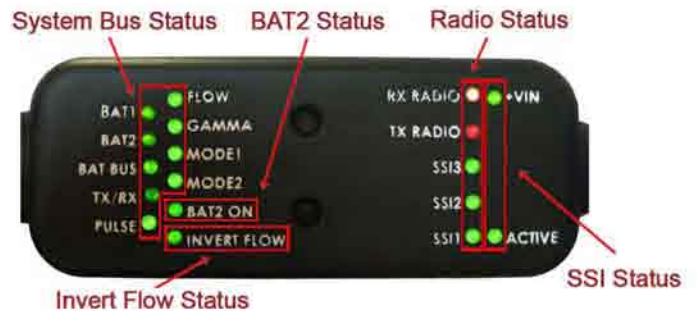 System Bus Status
BAT2 Status
Radio Status
FLOW
BAT1
GAMMA
BAT2
MODE1
BAT BUS
MODE2
TX/RX
BAT2 ON
PULSE
INVERT FLOW
RX RADIO
+VIN
TX RADIO
SSI3
SSI2
SSI1
ACTIVE
SSI Status
Invert Flow Status